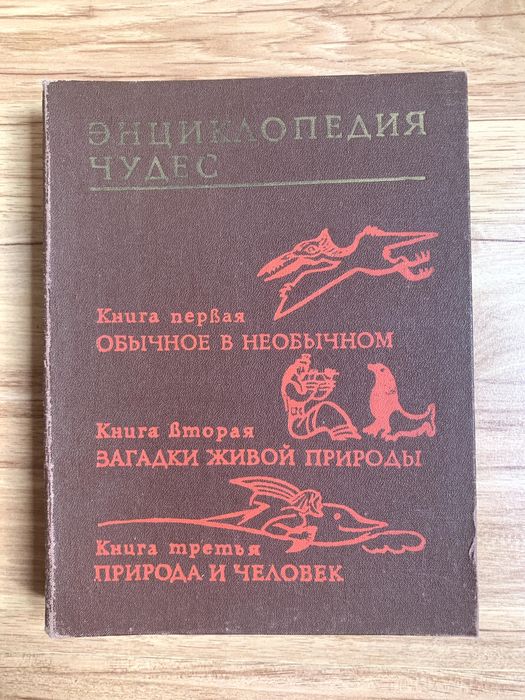 ЭНЦИКЛОПЕДИЯ
ЧУДЕС
Книга первая
ОБЫЧНОЕ В НЕОБЫЧНОМ
Книга вторая
ЗАГАДКИ ЖИВОЙ ПРИРОДЫ
Книга третья
ПРИРОДА И ЧЕЛОВЕК